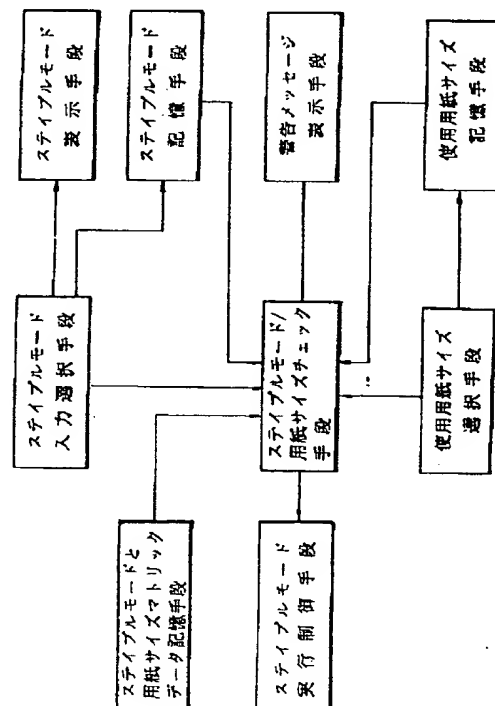 ステイプルモード
入力選択手段
ステイプルモード
表示手段
ステイプルモードと
用紙サイズマトリック
データ記憶手段
ステイプルモード
記憶手段
ステイプルモード
実行制御手段
ステイプルモード/
用紙サイズチェック
手段
警告メッセージ
表示手段
使用用紙サイズ
選択手段
使用用紙サイズ
記憶手段